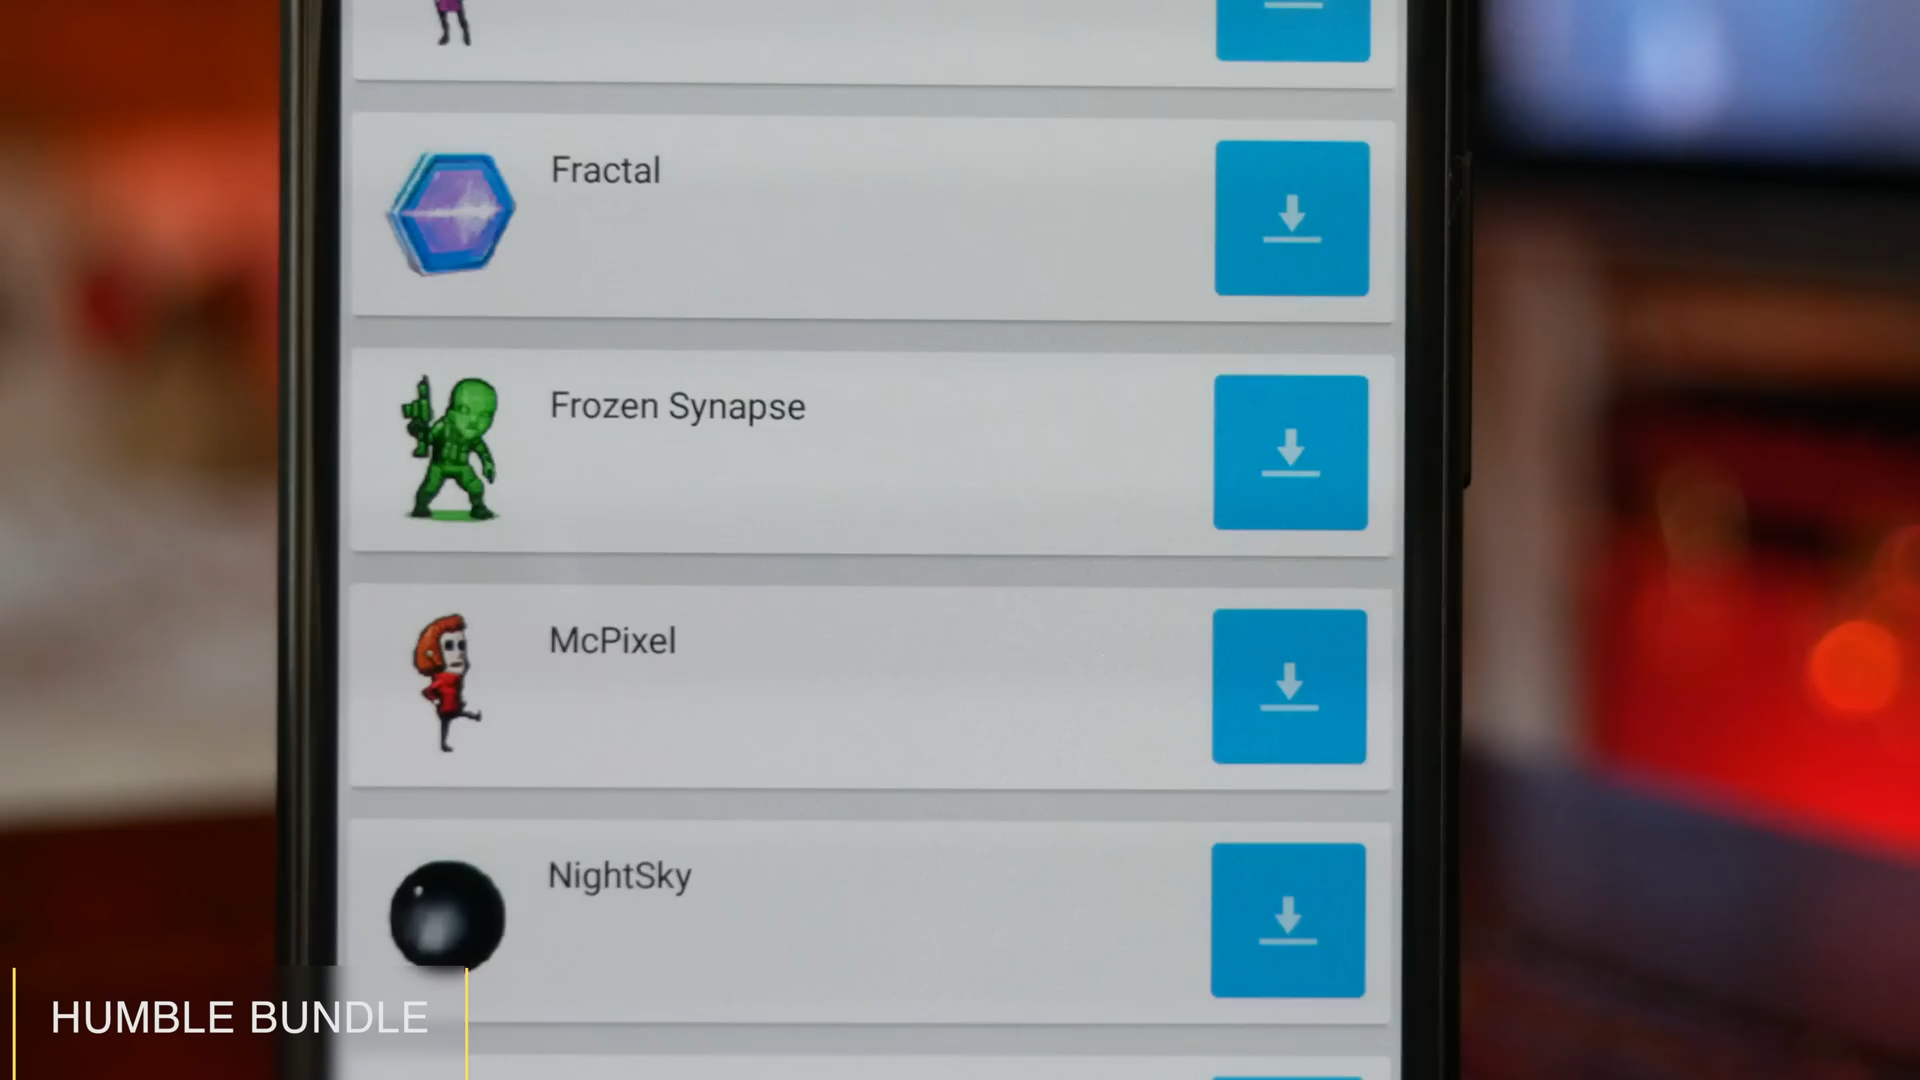 Fractal
Frozen Synapse
McPixel
NightSky
HUMBLE BUNDLE